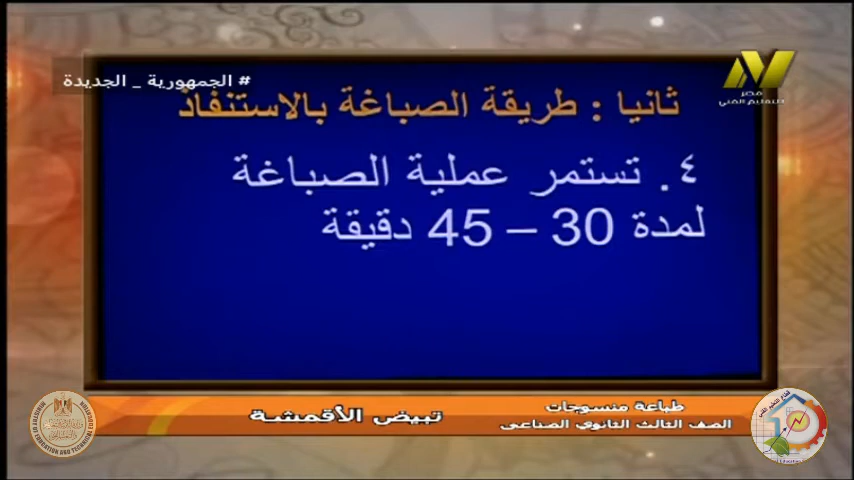 # الجمهورية _ الجديدة
مصر
للتعليم الفني
ثانيا : طريقة الصباغة بالاستنفاذ
٤. تستمر عملية الصباغة
لمدة 30 – 45 دقيقة
طباعة منسوجات
الصف الثالث الثانوي الصناعى
تبيض الأقمشة